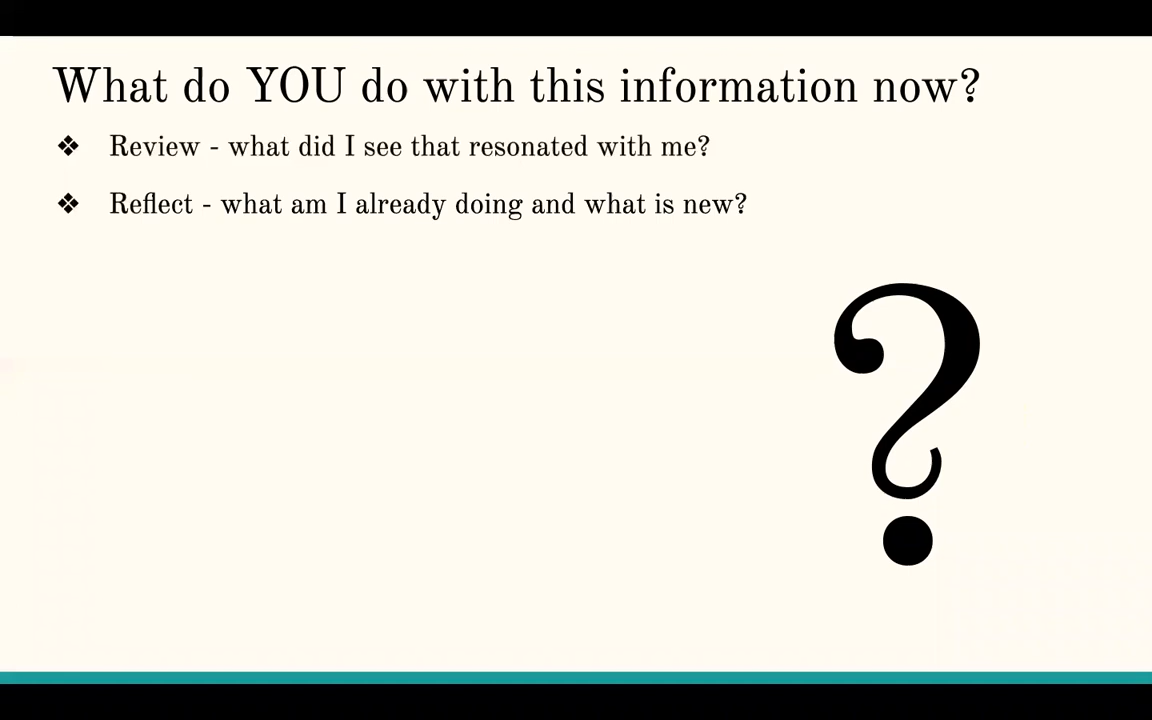 What do YOU do with this information now?
❖ Review - what did I see that resonated with me?
❖ Reflect - what am I already doing and what is new?
?